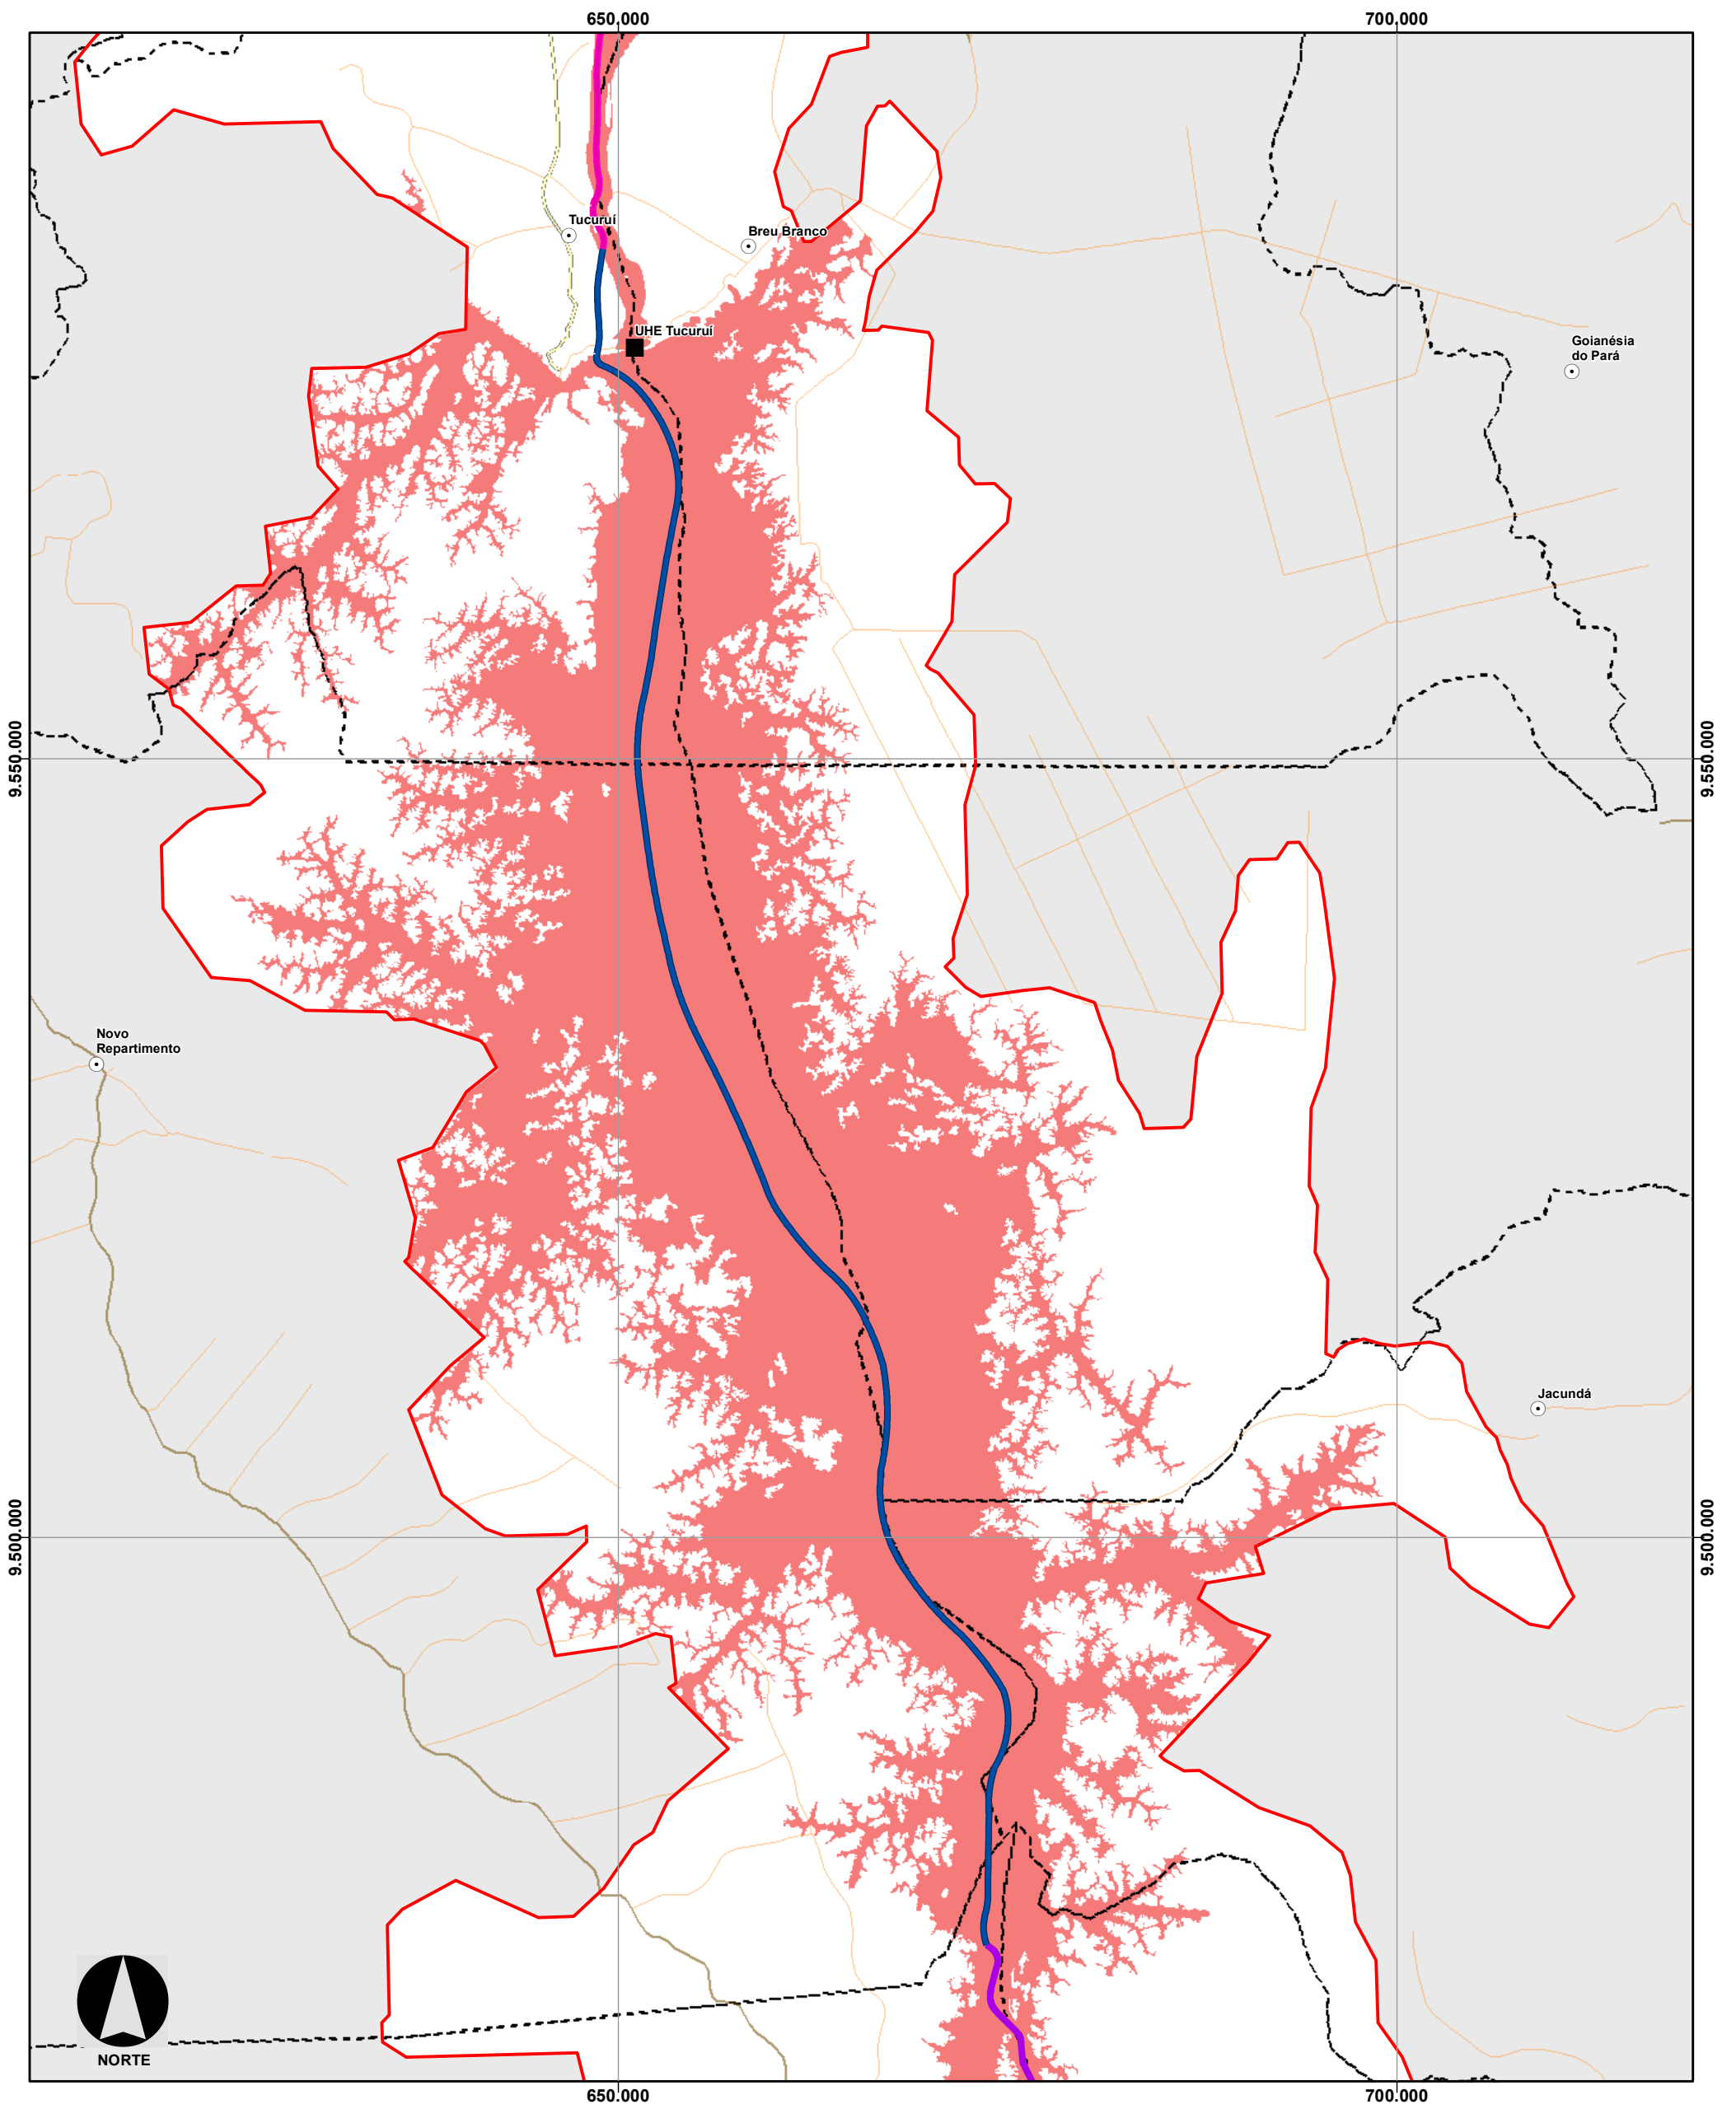 650.000
700.000
Tucuruí
Breu Branco
UHE Tucuruí
Goianésia
do Pará
9.550.000
9.550.000
Novo
Repartimento
Jacundá
9.500.000
9.500.000
NORTE
650.000
700.000